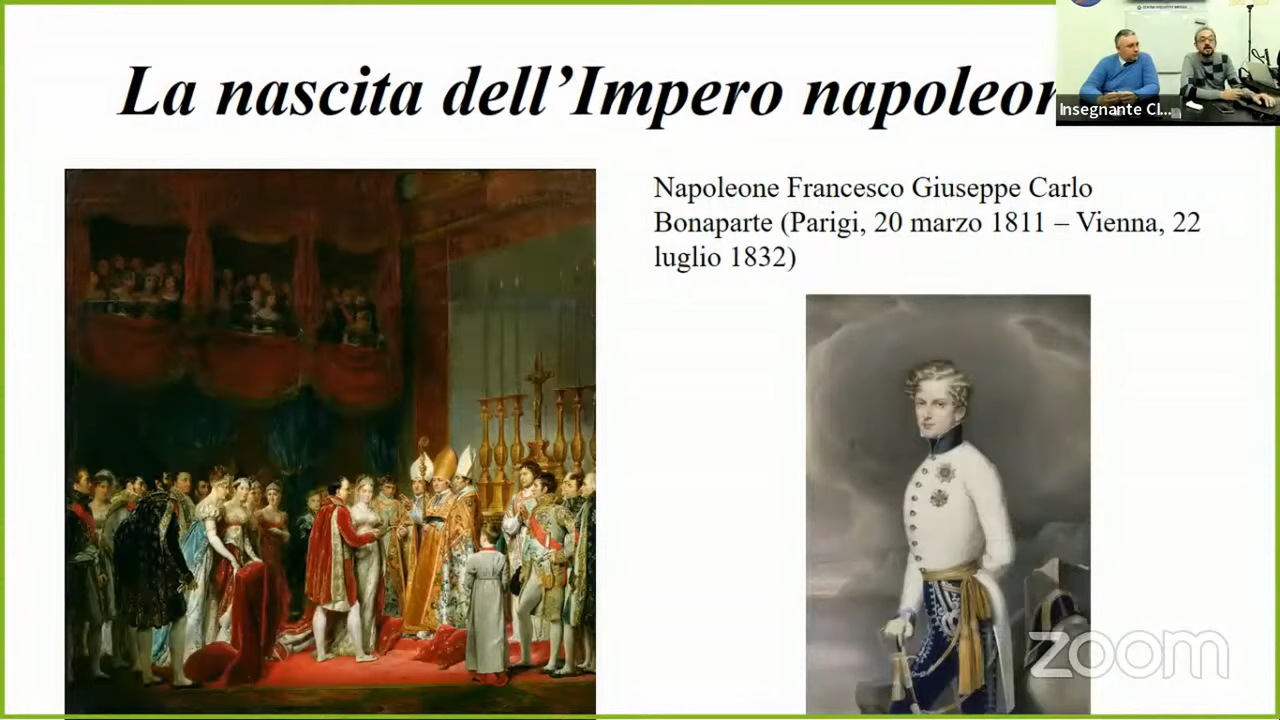 La nascita dell’Impero napoleon
Insegnante Cl...
Napoleone Francesco Giuseppe Carlo
Bonaparte (Parigi, 20 marzo 1811 – Vienna, 22
luglio 1832)
zoom